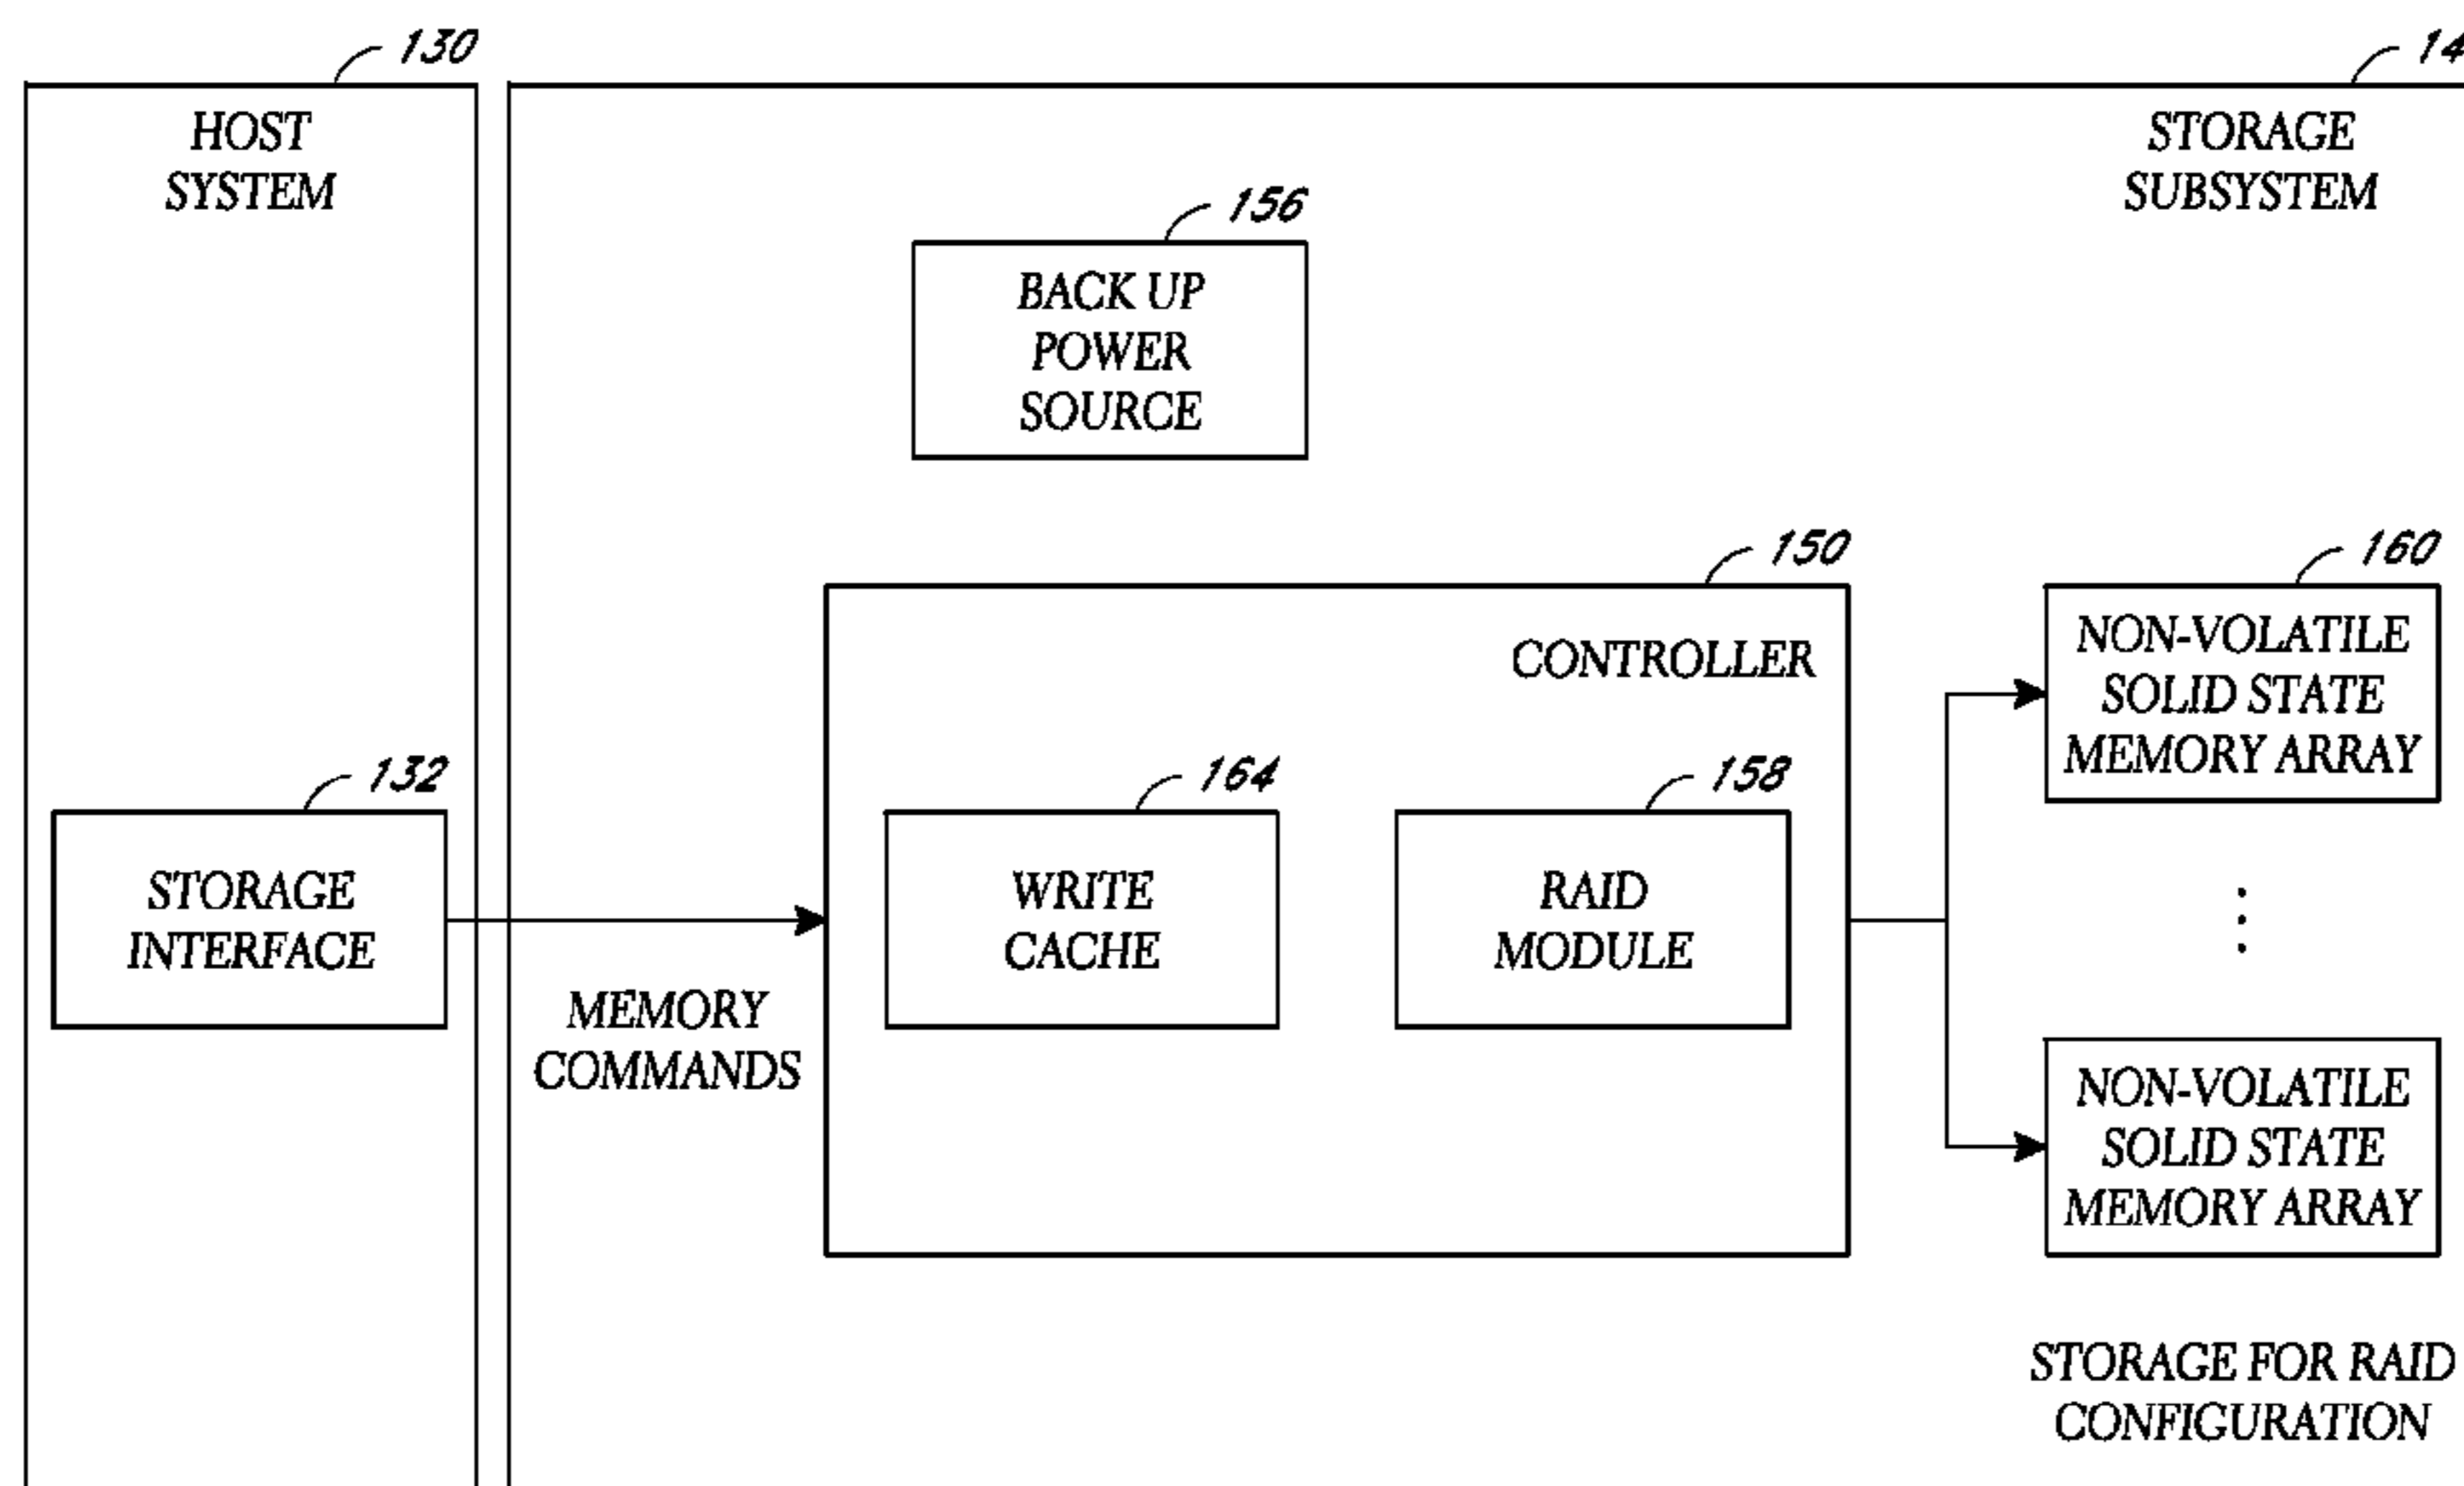 130
HOST
SYSTEM
STORAGE
SUBSYSTEM
156
BACK UP
POWER
SOURCE
150
CONTROLLER
160
NON-VOLATILE
SOLID STATE
MEMORY ARRAY
132
STORAGE
INTERFACE
MEMORY
COMMANDS
164
WRITE
CACHE
158
RAID
MODULE
NON-VOLATILE
SOLID STATE
MEMORY ARRAY
STORAGE FOR RAID
CONFIGURATION